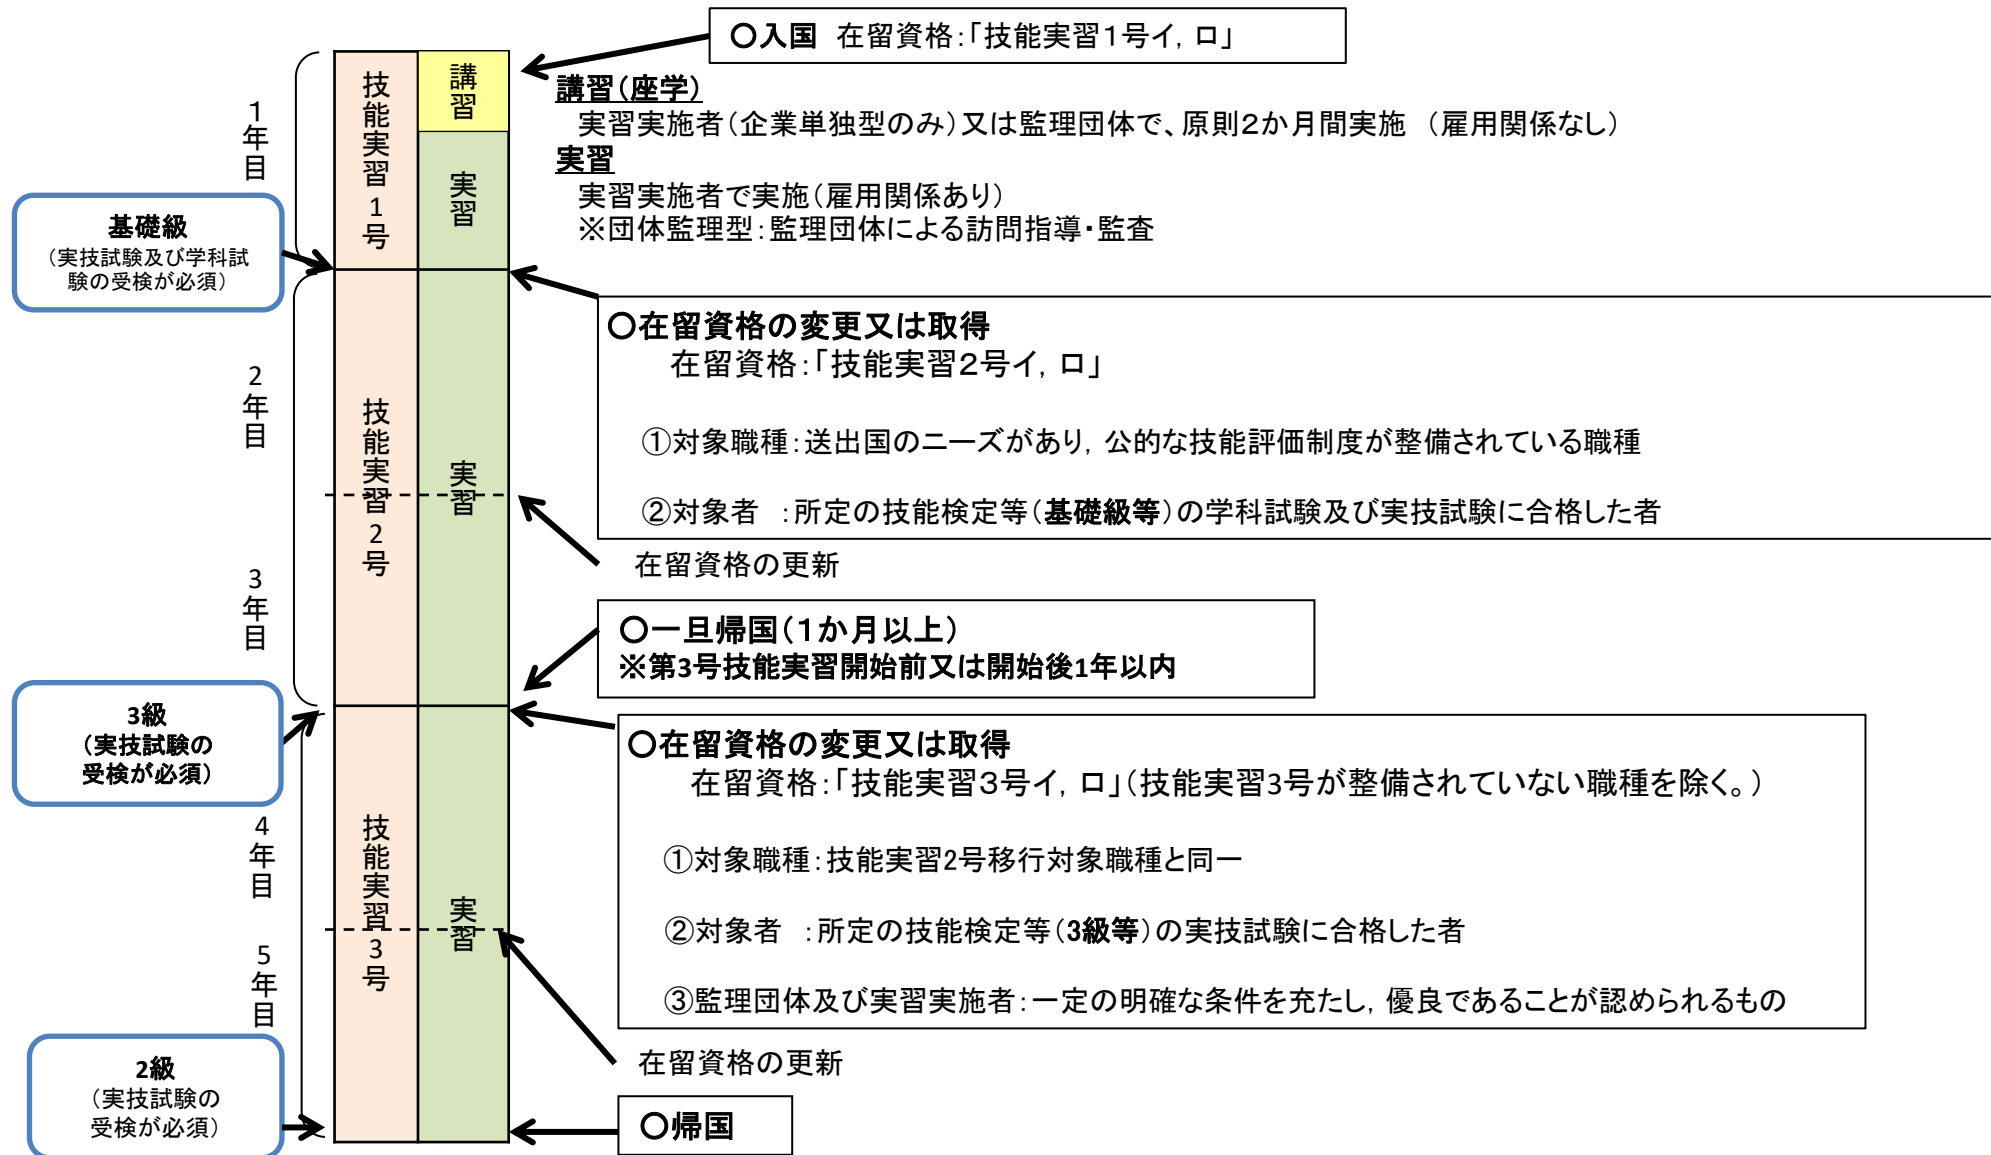 ○入国 在留資格：「技能実習１号イ，ロ」
講習（座学）
実習実施者（企業単独型のみ）又は監理団体で、原則２か月間実施 （雇用関係なし）
実習
実習実施者で実施（雇用関係あり）
※団体監理型：監理団体による訪問指導・監査
１年目
技能実習1号
講習
実習
基礎級
（実技試験及び学科試
験の受検が必須）
○在留資格の変更又は取得
在留資格：「技能実習２号イ，ロ」
①対象職種：送出国のニーズがあり，公的な技能評価制度が整備されている職種
②対象者 ：所定の技能検定等（基礎級等）の学科試験及び実技試験に合格した者
2年目
技能実習2号
実習
在留資格の更新
3年目
○一旦帰国（１か月以上）
※第3号技能実習開始前又は開始後1年以内
3級
（実技試験の
受検が必須）
○在留資格の変更又は取得
在留資格：「技能実習３号イ，ロ」（技能実習3号が整備されていない職種を除く。）
①対象職種：技能実習2号移行対象職種と同一
②対象者 ：所定の技能検定等（3級等）の実技試験に合格した者
③監理団体及び実習実施者：一定の明確な条件を充たし，優良であることが認められるもの
4年目
技能実習3号
実習
5年目
在留資格の更新
2級
（実技試験の
受検が必須）
○帰国